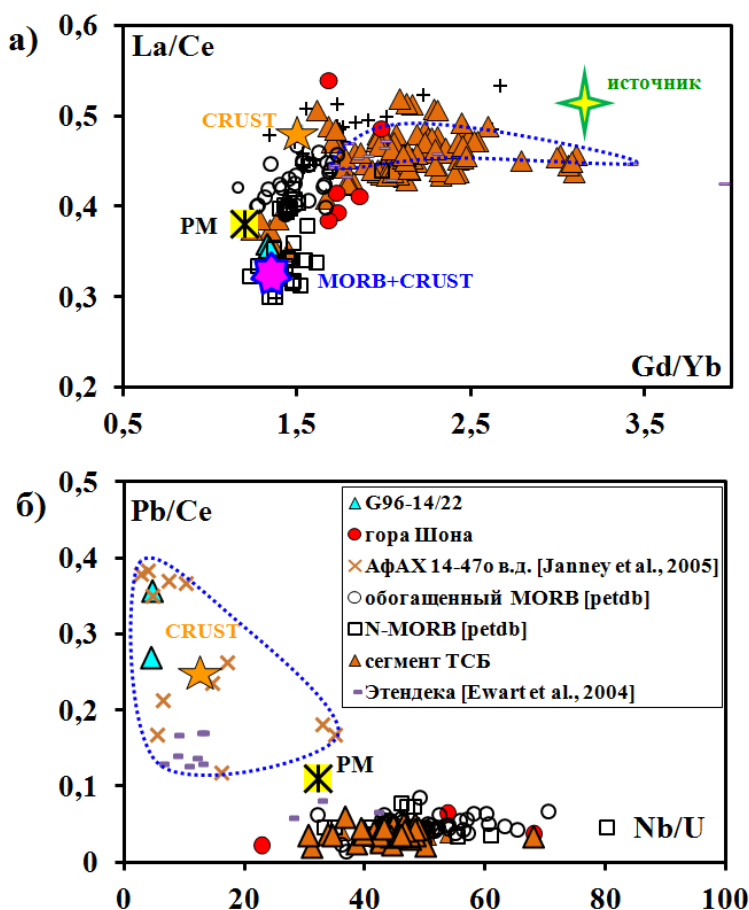 а)
La/Ce
0,6
0,5
0,4
0,3
0,2
источник
CRUST
PM
MORB+CRUST
Gd/Yb
0,5
1,5
2,5
3,5
б)
Pb/Ce
0,5
0,4
0,3
0,2
0,1
0
G96-14/22
гора Шона
АфАХ 14-47о в.д. [Janney et al., 2005]
обогащенный MORB [petdb]
N-MORB [petdb]
сегмент ТСБ
Этендека [Ewart et al., 2004]
CRUST
PM
Nb/U
0
20
40
60
80
100